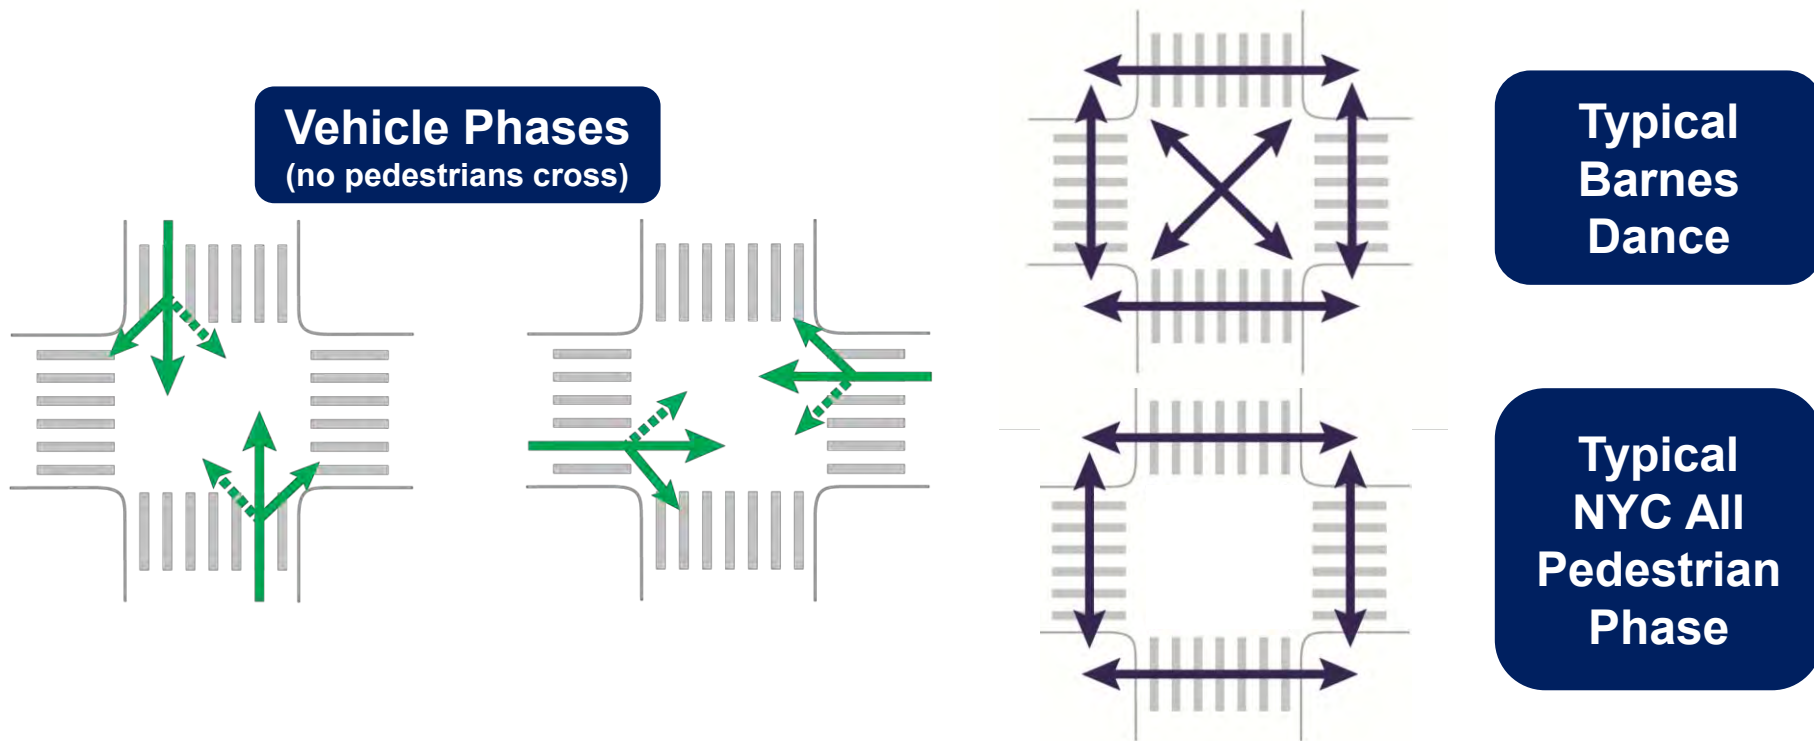 Vehicle Phases
(no pedestrians cross)
Typical
Barnes
Dance
Typical
NYC All
Pedestrian
Phase